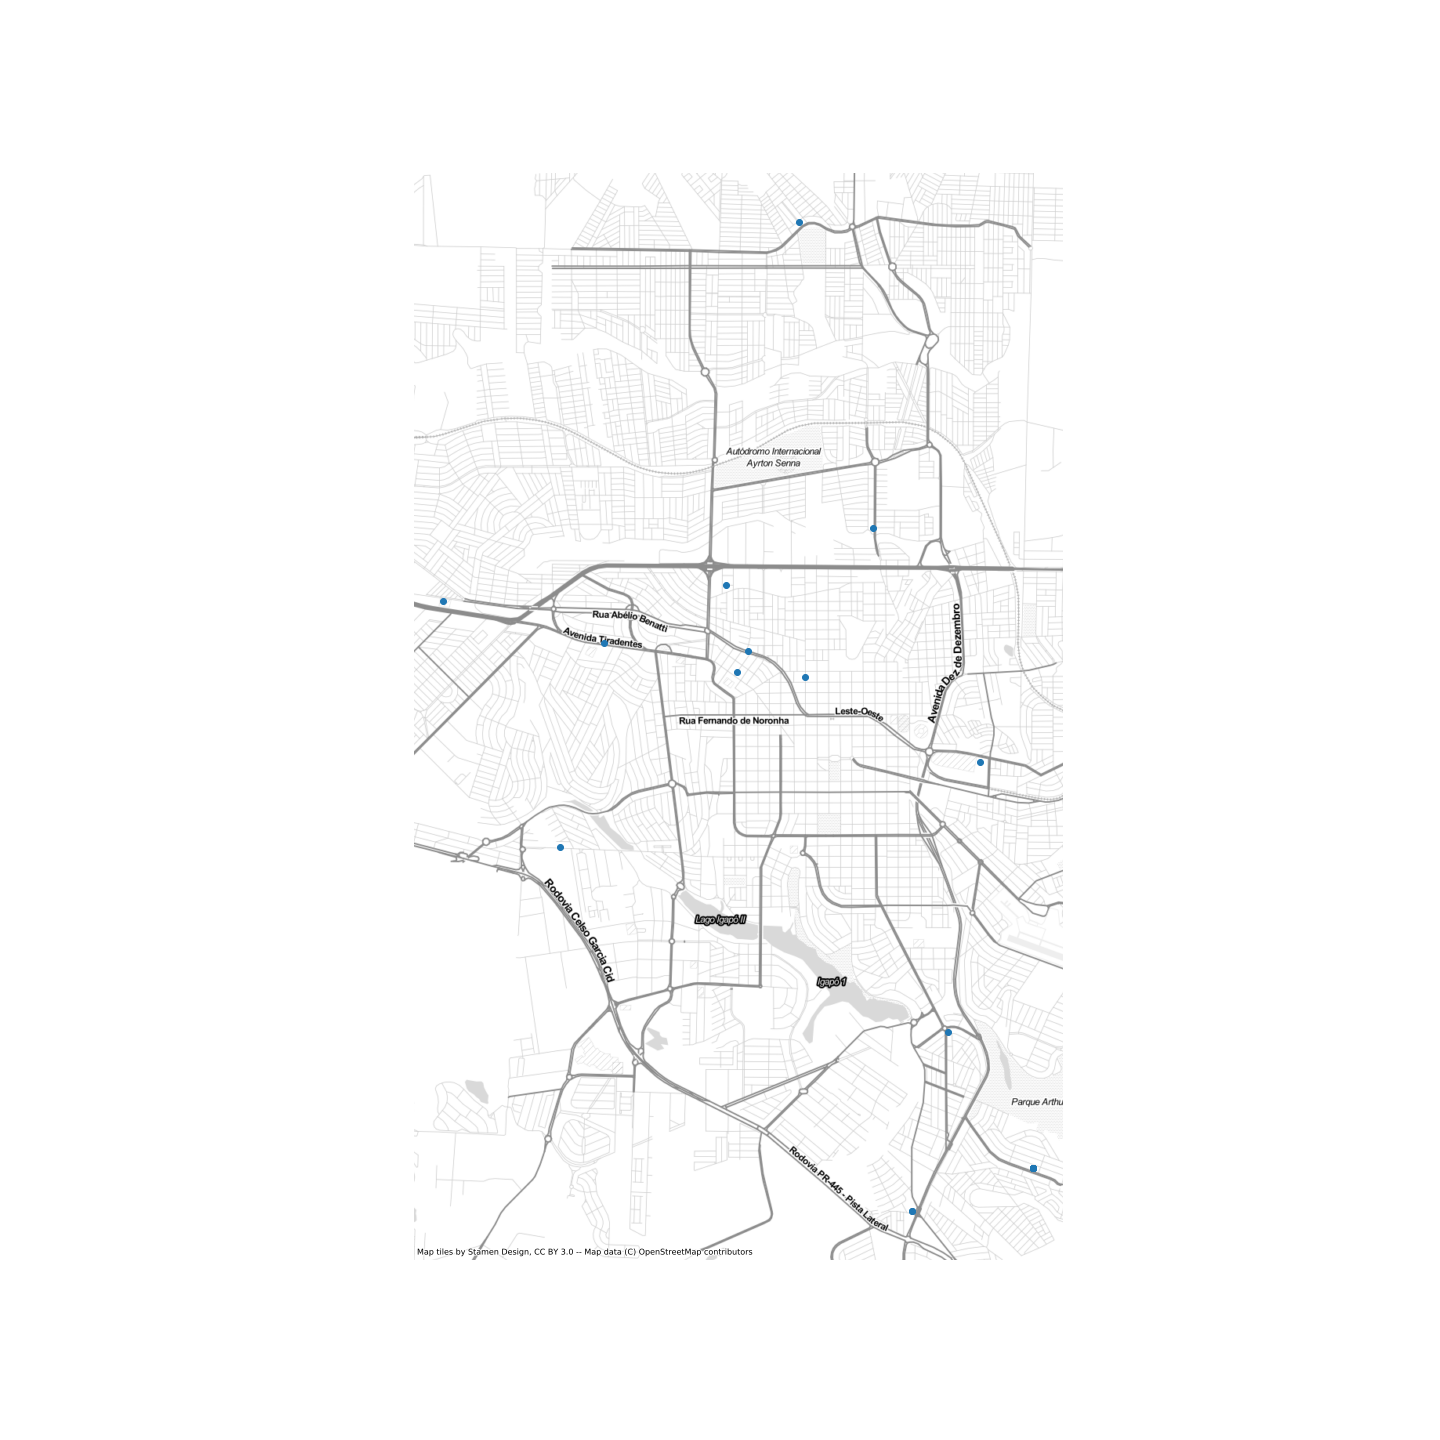 Autódromo Internacional
Ayrton Senna
Rua Abélio Benatti
Avenida Tiradentes
Avenida Dez de Dezembro
Leste-Oeste
Rua Fernando de Noronha
Rodovia Celso Garcia Cid
Lago Igapó II
Igapó 1
Parque Arthu
Rodovia PR-445 - Pista Lateral
Map tiles by Stamen Design, CC BY 3.0 -- Map data (C) OpenStreetMap contributors